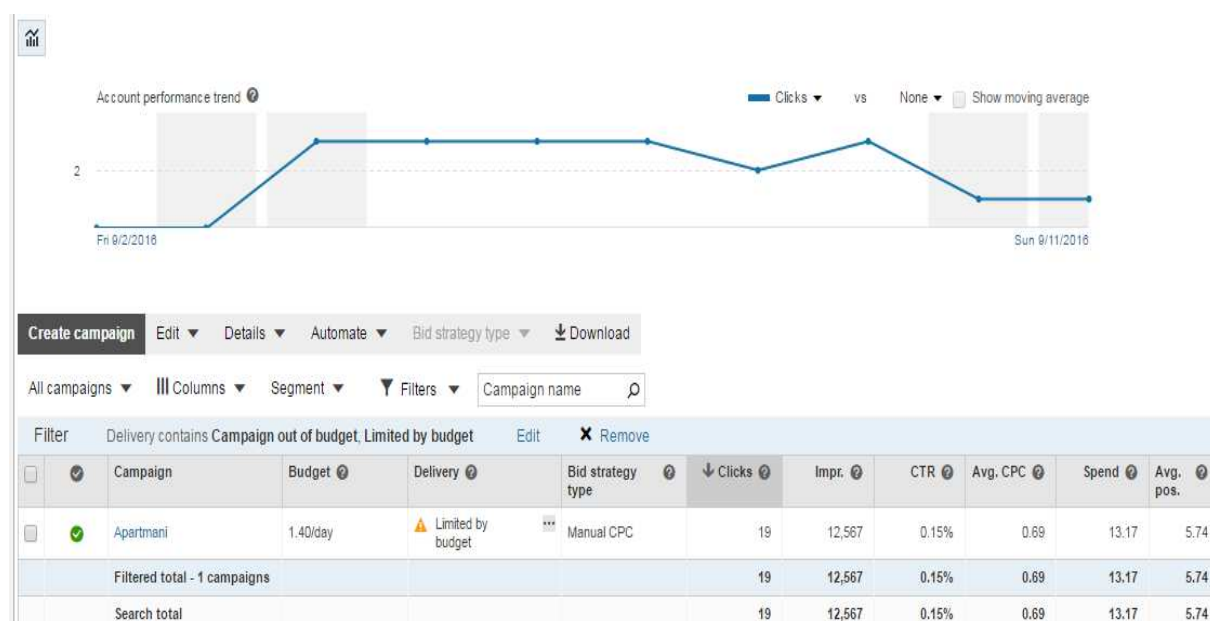 Account performance trend
Clicks vs None Show moving average
2
Fri 9/2/2016 Sun 9/11/2016
Create campaign Edit Details Automate Bid strategy type Download
All campaigns Columns Segment Filters Campaign name
Filter Delivery contains Campaign out of budget, Limited by budget Edit Remove
Campaign Budget Delivery Bid strategy type Clicks Impr. CTR Avg. CPC Spend Avg. pos.
Apartmani 1.40/day Limited by budget ... Manual CPC 19 12,567 0.15% 0.69 13.17 5.74
Filtered total - 1 campaigns 19 12,567 0.15% 0.69 13.17 5.74
Search total 19 12,567 0.15% 0.69 13.17 5.74